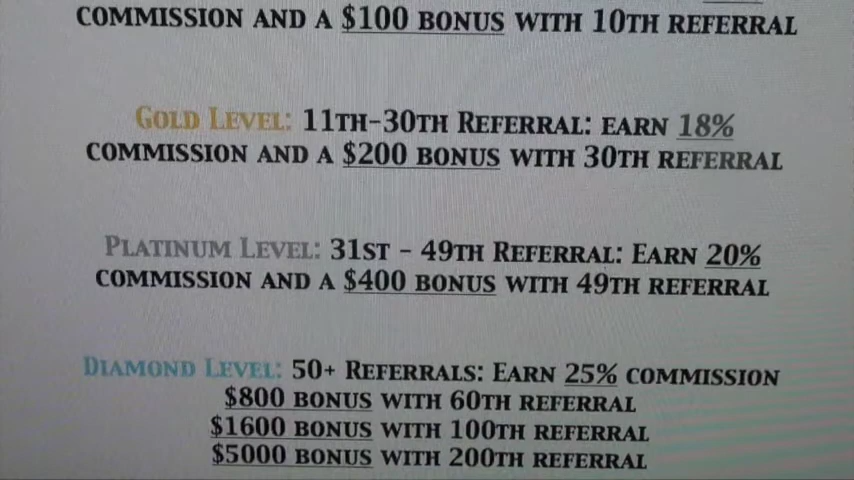 COMMISSION AND A $100 BONUS WITH 10TH REFERRAL
GOLD LEVEL: 11TH-30TH REFERRAL: EARN 18%
COMMISSION AND A $200 BONUS WITH 30TH REFERRAL
PLATINUM LEVEL: 31ST - 49TH REFERRAL: EARN 20%
COMMISSION AND A $400 BONUS WITH 49TH REFERRAL
DIAMOND LEVEL: 50+ REFERRALS: EARN 25% COMMISSION
$800 BONUS WITH 60TH REFERRAL
$1600 BONUS WITH 100TH REFERRAL
$5000 BONUS WITH 200TH REFERRAL